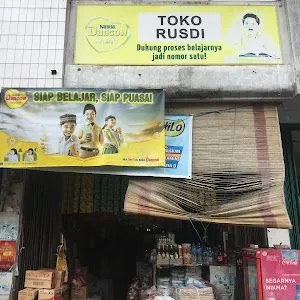 Nestlé
Dancow
TOKO
RUSDI
Dukung proses belajarnya
jadi nomor satu!
Dancow
SIAP BELAJAR, SIAP PUASA!
MILO
SEGARNYA
NIKMAT